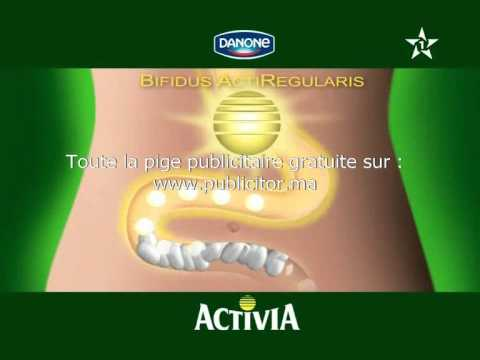 DANONE
BIFIDUS ACTIREGULARIS
Toute la pige publicitaire gratuite sur :
www.publicitor.ma
ACTIVIA